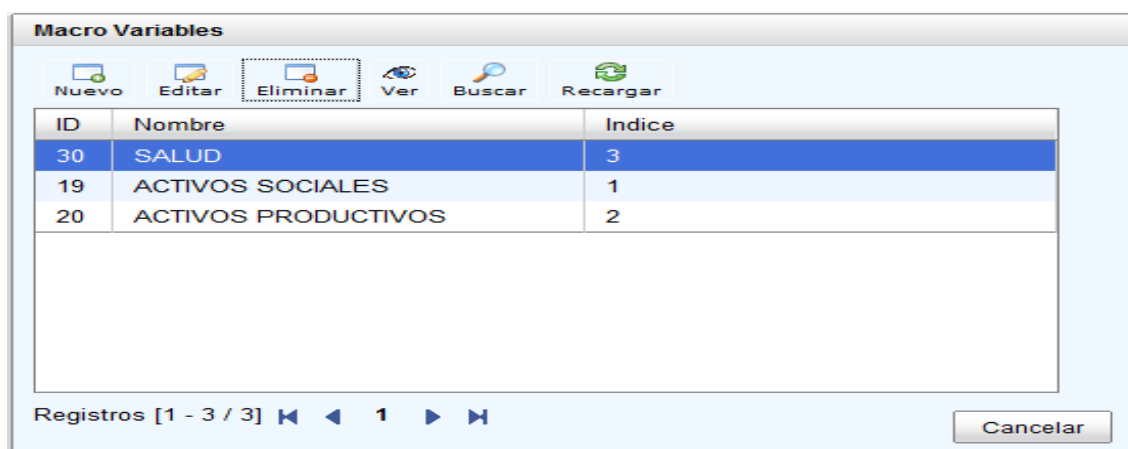 Macro Variables
Nuevo Editar Eliminar Ver Buscar Recargar
ID Nombre Indice
30 SALUD 3
19 ACTIVOS SOCIALES 1
20 ACTIVOS PRODUCTIVOS 2
Registros [1 - 3 / 3] 1
Cancelar